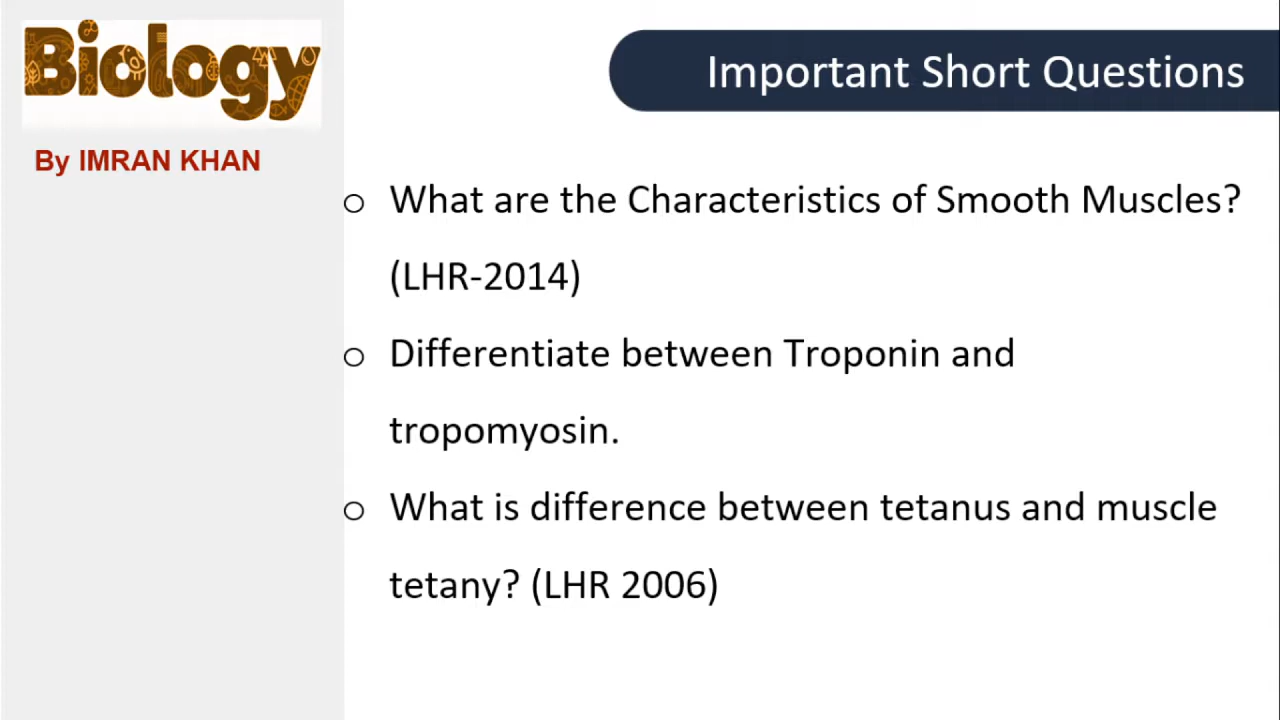 Biology
By IMRAN KHAN
Important Short Questions
o What are the Characteristics of Smooth Muscles?
(LHR-2014)
o Differentiate between Troponin and
tropomyosin.
o What is difference between tetanus and muscle
tetany? (LHR 2006)